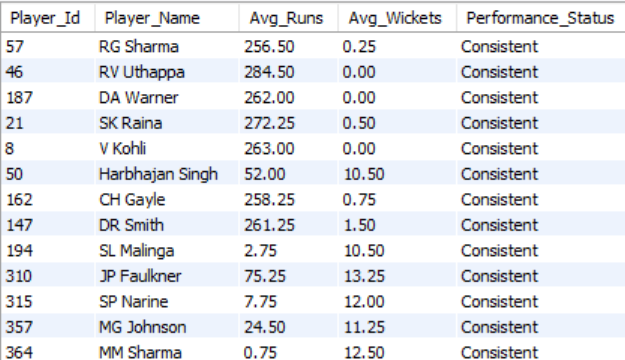 Player_Id Player_Name Avg_Runs Avg_Wickets Performance_Status
57 RG Sharma 256.50 0.25 Consistent
46 RV Uthappa 284.50 0.00 Consistent
187 DA Warner 262.00 0.00 Consistent
21 SK Raina 272.25 0.50 Consistent
8 V Kohli 263.00 0.00 Consistent
50 Harbhajan Singh 52.00 10.50 Consistent
162 CH Gayle 258.25 0.75 Consistent
147 DR Smith 261.25 1.50 Consistent
194 SL Malinga 2.75 10.50 Consistent
310 JP Faulkner 75.25 13.25 Consistent
315 SP Narine 7.75 12.00 Consistent
357 MG Johnson 24.50 11.25 Consistent
364 MM Sharma 0.75 12.50 Consistent